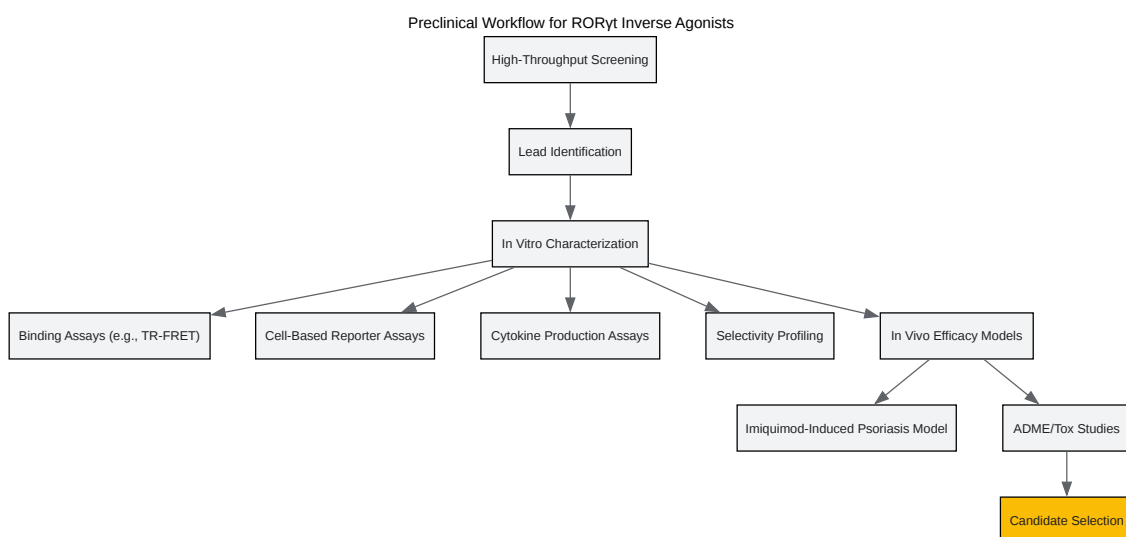 Preclinical Workflow for RORγt Inverse Agonists
High-Throughput Screening
Lead Identification
In Vitro Characterization
Binding Assays (e.g., TR-FRET)
Cell-Based Reporter Assays
Cytokine Production Assays
Selectivity Profiling
In Vivo Efficacy Models
Imiquimod-Induced Psoriasis Model
ADME/Tox Studies
Candidate Selection